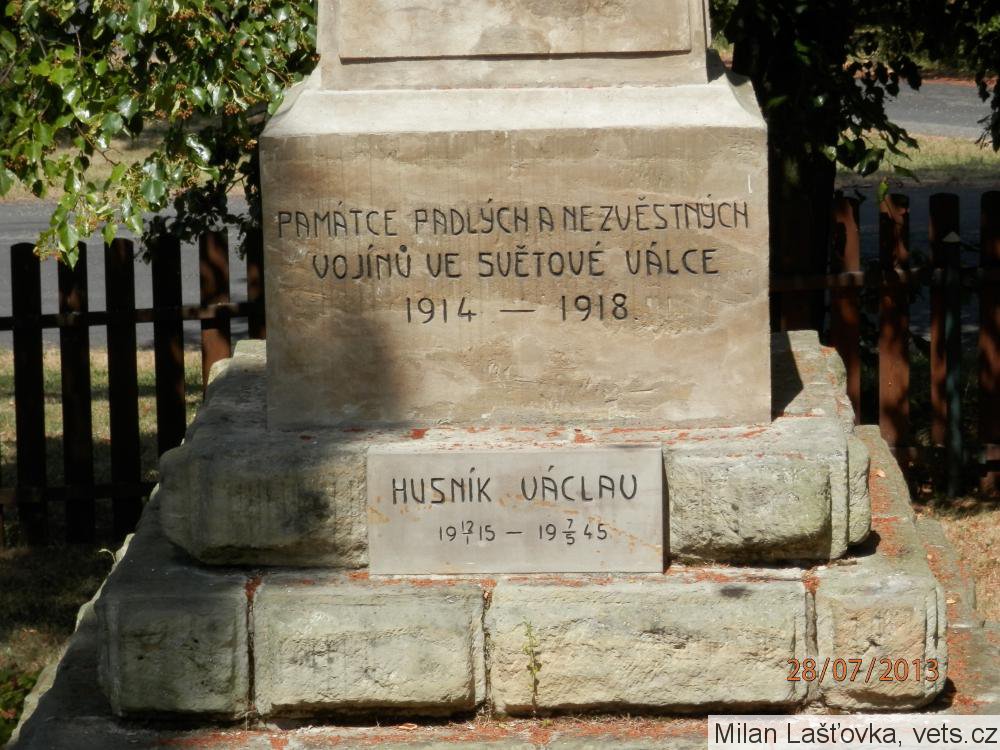 PAMÁTCE PADLÝCH A NEZVĚSTNÝCH
VOJÍNŮ VE SVĚTOVÉ VÁLCE
1914 — 1918.
HUSNÍK VÁCLAV
19 12/1 15 — 19 7/5 45
28/07/2013
Milan Lašťovka, vets.cz